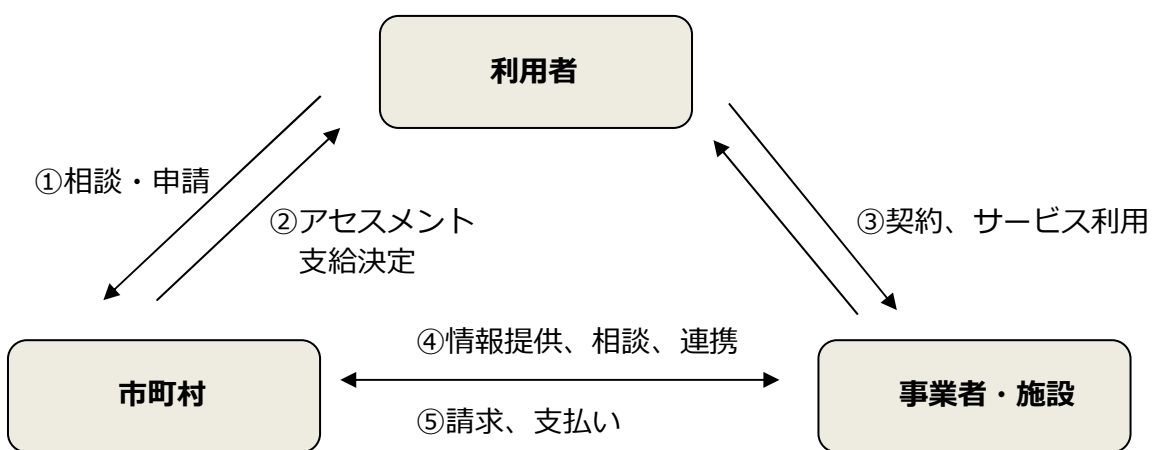 利用者
①相談・申請
②アセスメント
支給決定
③契約、サービス利用
④情報提供、相談、連携
市町村
事業者・施設
⑤請求、支払い